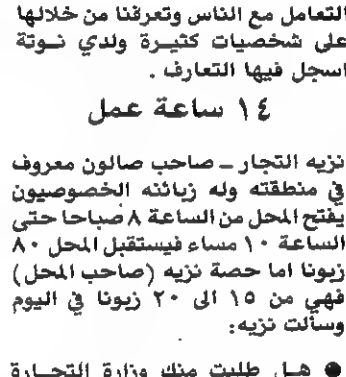 التعامل مع الناس وتعرفنا من خلالها
على شخصيات كثيرة ولدي نوتة
اسجل فيها التعارف .
١٤ ساعة عمل
نزيه التجار ــ صاحب صالون معروف
في منطقته وله زبائنه الخصوصيون
يفتح المحل من الساعة ٨ صباحا حتى
الساعة ١٠ مساء فيستقبل المحل ٨٠
زبونا اما حصة نزيه (صاحب المحل)
فهي من ١٥ الى ٢٠ زبونا في اليوم
وسألت نزيه:
● هل طلبت منك وزارة التجارة